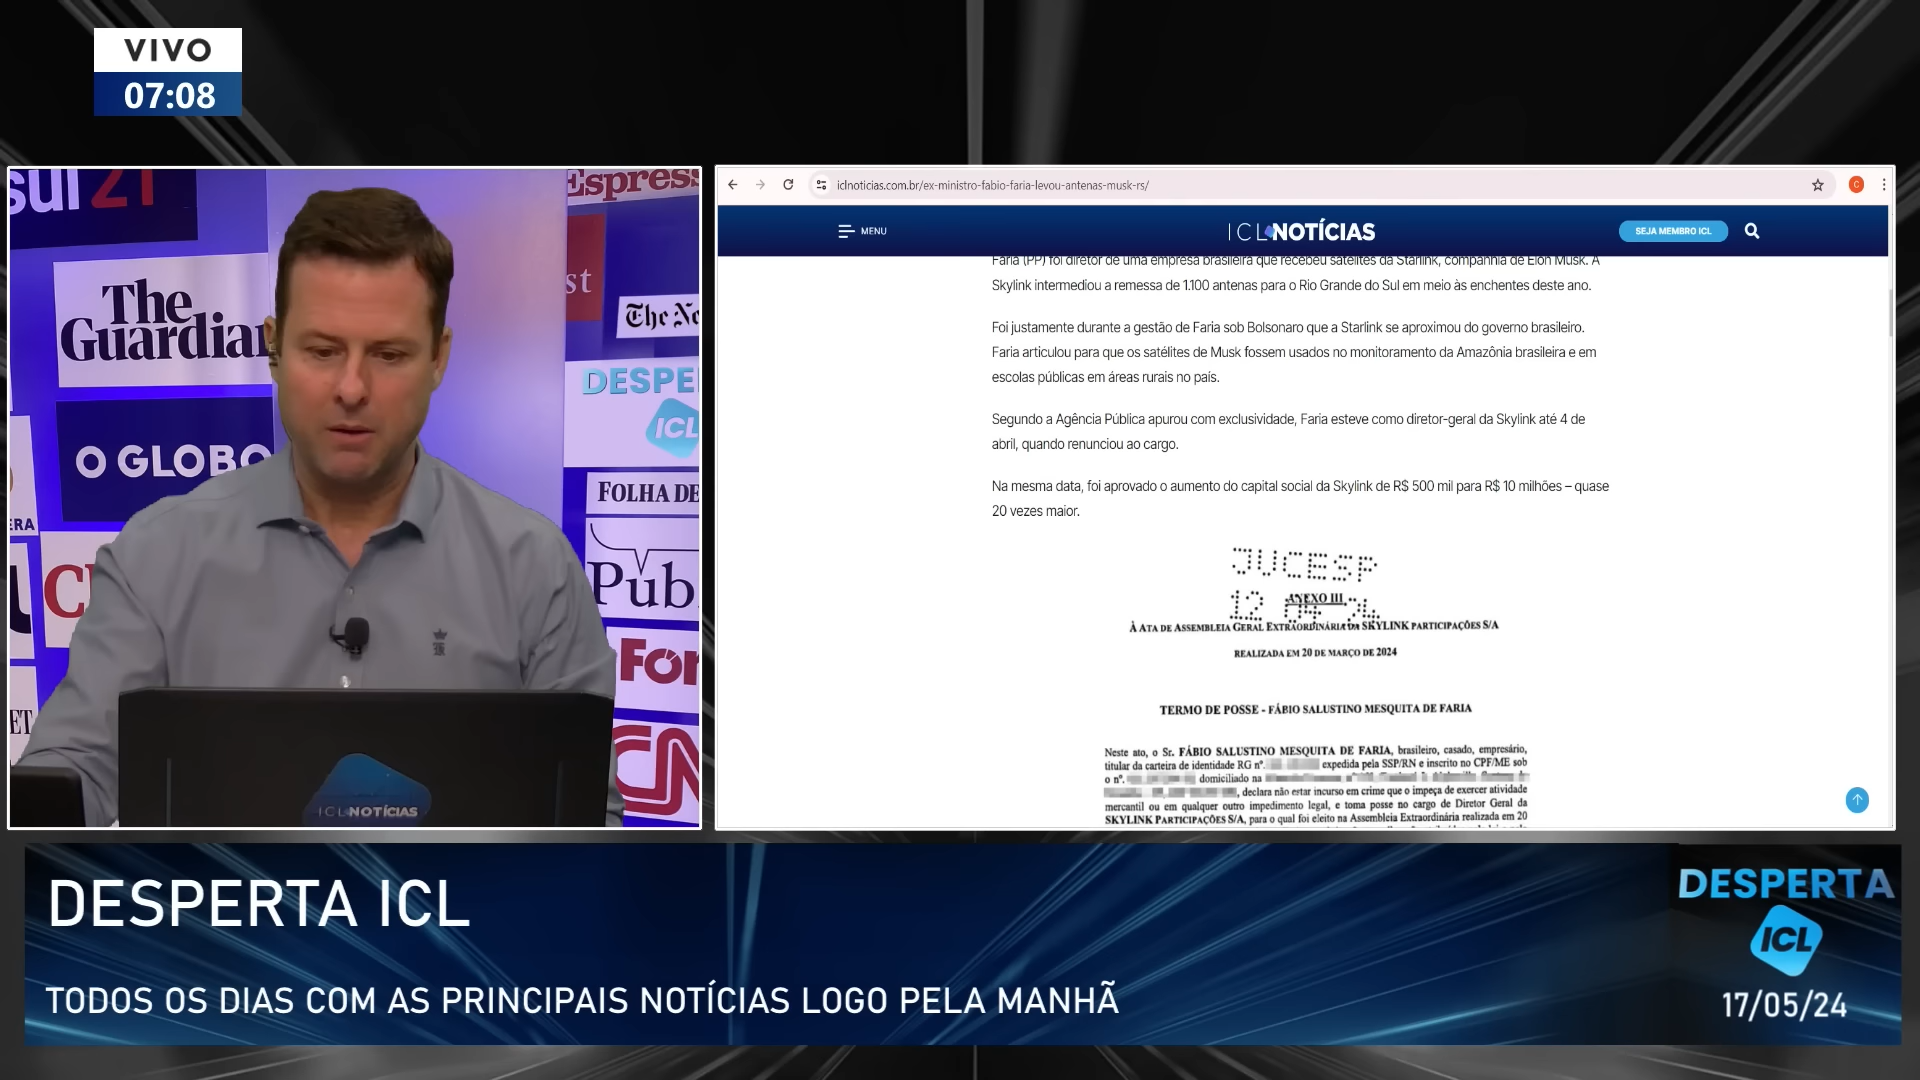 VIVO
07:08
sul 21
Espress
The
Guardian
st
The Ne
DESPE
ICL
O GLOBO
FOLHA DE
ERA
Púb
C
For
ET
CN
ICL NOTÍCIAS
iclnoticias.com.br/ex-ministro-fabio-faria-levou-antenas-musk-rs/
C
MENU
ICL NOTÍCIAS
SEJA MEMBRO ICL
Faria (PP) foi diretor de uma empresa brasileira que recebeu satélites da Starlink, companhia de Elon Musk. A
Skylink intermediou a remessa de 1.100 antenas para o Rio Grande do Sul em meio às enchentes deste ano.
Foi justamente durante a gestão de Faria sob Bolsonaro que a Starlink se aproximou do governo brasileiro.
Faria articulou para que os satélites de Musk fossem usados no monitoramento da Amazônia brasileira e em
escolas públicas em áreas rurais no país.
Segundo a Agência Pública apurou com exclusividade, Faria esteve como diretor-geral da Skylink até 4 de
abril, quando renunciou ao cargo.
Na mesma data, foi aprovado o aumento do capital social da Skylink de R$ 500 mil para R$ 10 milhões – quase
20 vezes maior.
JUCESP
12 04 24
ANEXO III
À ATA DE ASSEMBLEIA GERAL EXTRAORDINÁRIA DA SKYLINK PARTICIPAÇÕES S/A
REALIZADA EM 20 DE MARÇO DE 2024
TERMO DE POSSE - FÁBIO SALUSTINO MESQUITA DE FARIA
Neste ato, o Sr. FÁBIO SALUSTINO MESQUITA DE FARIA, brasileiro, casado, empresário,
titular da carteira de identidade RG nº. expedida pela SSP/RN e inscrito no CPF/ME sob
o nº. domiciliado na
, declara não estar incurso em crime que o impeça de exercer atividade
mercantil ou em qualquer outro impedimento legal, e toma posse no cargo de Diretor Geral da
SKYLINK PARTICIPAÇÕES S/A, para o qual foi eleito na Assembleia Extraordinária realizada em 20
DESPERTA ICL
TODOS OS DIAS COM AS PRINCIPAIS NOTÍCIAS LOGO PELA MANHÃ
DESPERTA
ICL
17/05/24